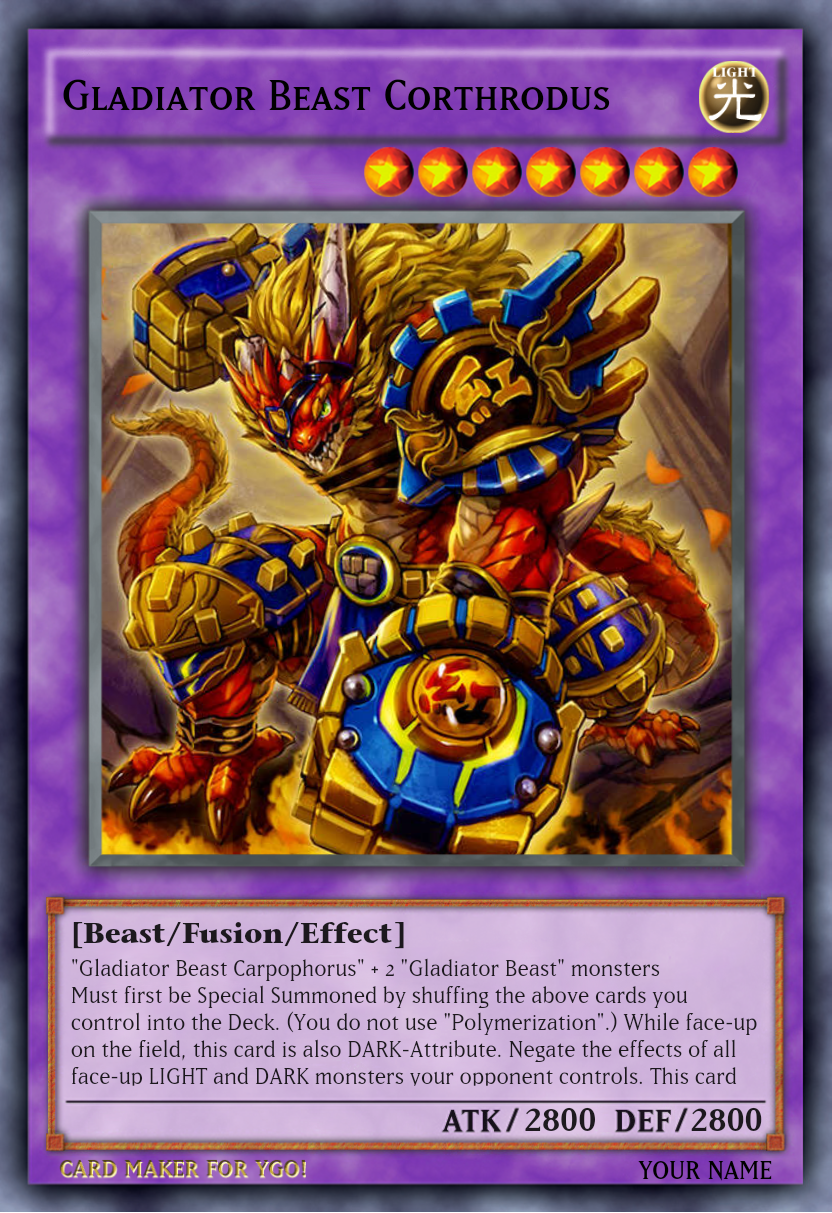 Gladiator Beast Corthrodus
LIGHT
光
[Beast/Fusion/Effect]
"Gladiator Beast Carpophorus" + 2 "Gladiator Beast" monsters
Must first be Special Summoned by shuffing the above cards you
control into the Deck. (You do not use "Polymerization".) While face-up
on the field, this card is also DARK-Attribute. Negate the effects of all
face-up LIGHT and DARK monsters your opponent controls. This card
ATK/2800 DEF/2800
CARD MAKER FOR YGO!
YOUR NAME